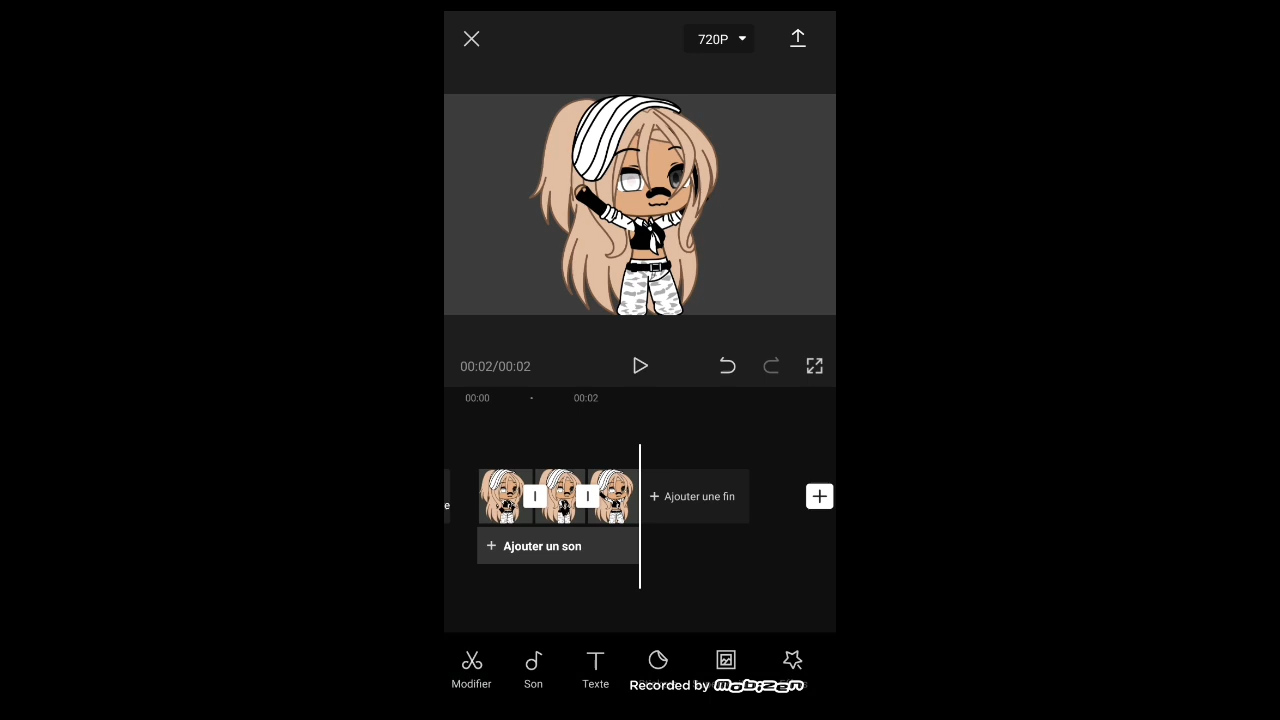 720P
00:02/00:02
00:00
00:02
e
+ Ajouter une fin
+ Ajouter un son
Modifier
Son
Texte
Recorded by Mobizen